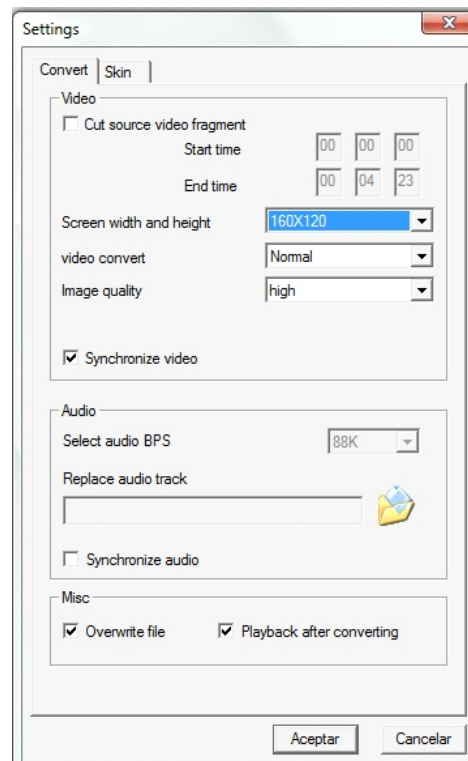 Settings
Convert Skin
Video
Cut source video fragment
Start time 00 00 00
End time 00 04 23
Screen width and height 160X120
video convert Normal
Image quality high
Synchronize video
Audio
Select audio BPS 88K
Replace audio track
Synchronize audio
Misc
Overwrite file Playback after converting
Aceptar Cancelar